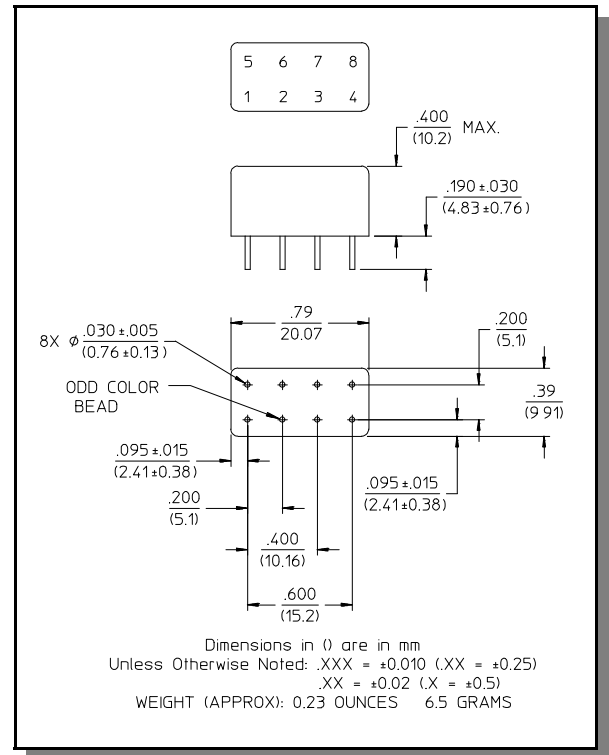 5 6 7 8
1 2 3 4
.400
(10.2) MAX.
.190±.030
(4.83±0.76)
.79
20.07
.200
(5.1)
8X ⌀ .030±.005
(0.76±0.13)
ODD COLOR
BEAD
.39
(9 91)
.095±.015
(2.41±0.38)
.095±.015
(2.41±0.38)
.200
(5.1)
.400
(10.16)
.600
(15.2)
Dimensions in () are in mm
Unless Otherwise Noted: .XXX = ±0.010 (.XX = ±0.25)
.XX = ±0.02 (.X = ±0.5)
WEIGHT (APPROX): 0.23 OUNCES 6.5 GRAMS